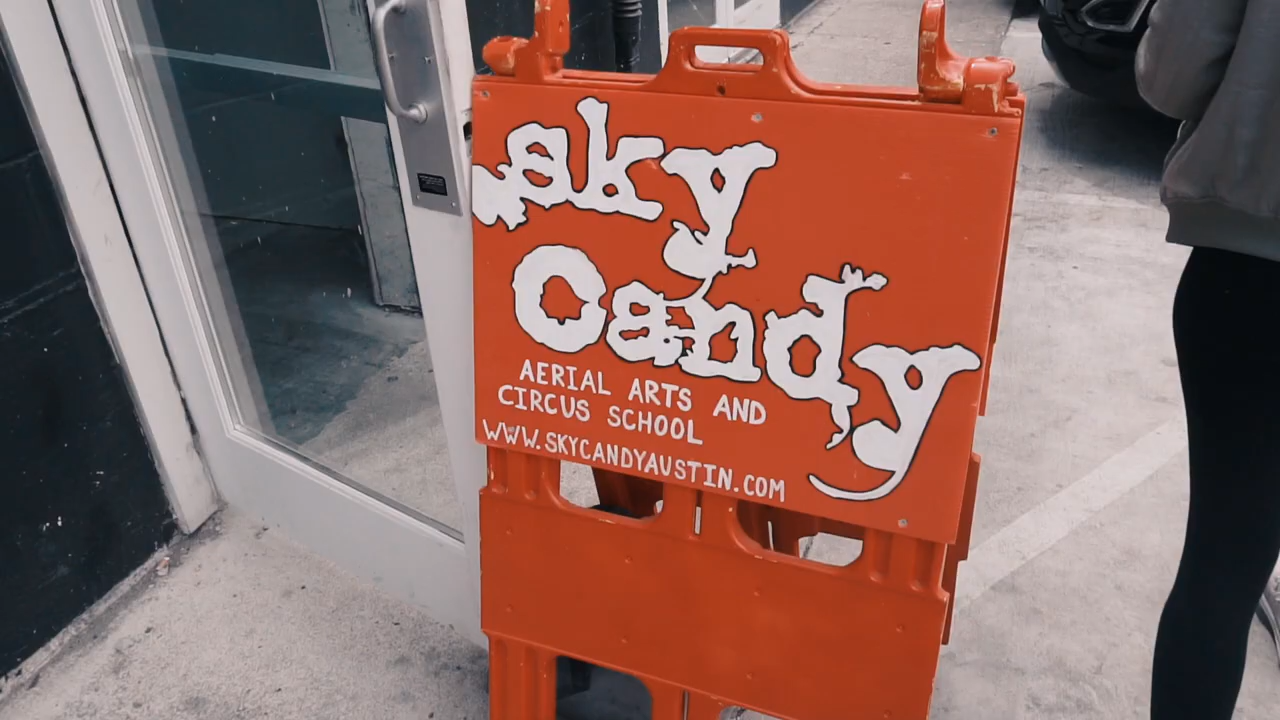 sky
Candy
AERIAL ARTS AND
CIRCUS SCHOOL
WWW.SKYCANDYAUSTIN.COM